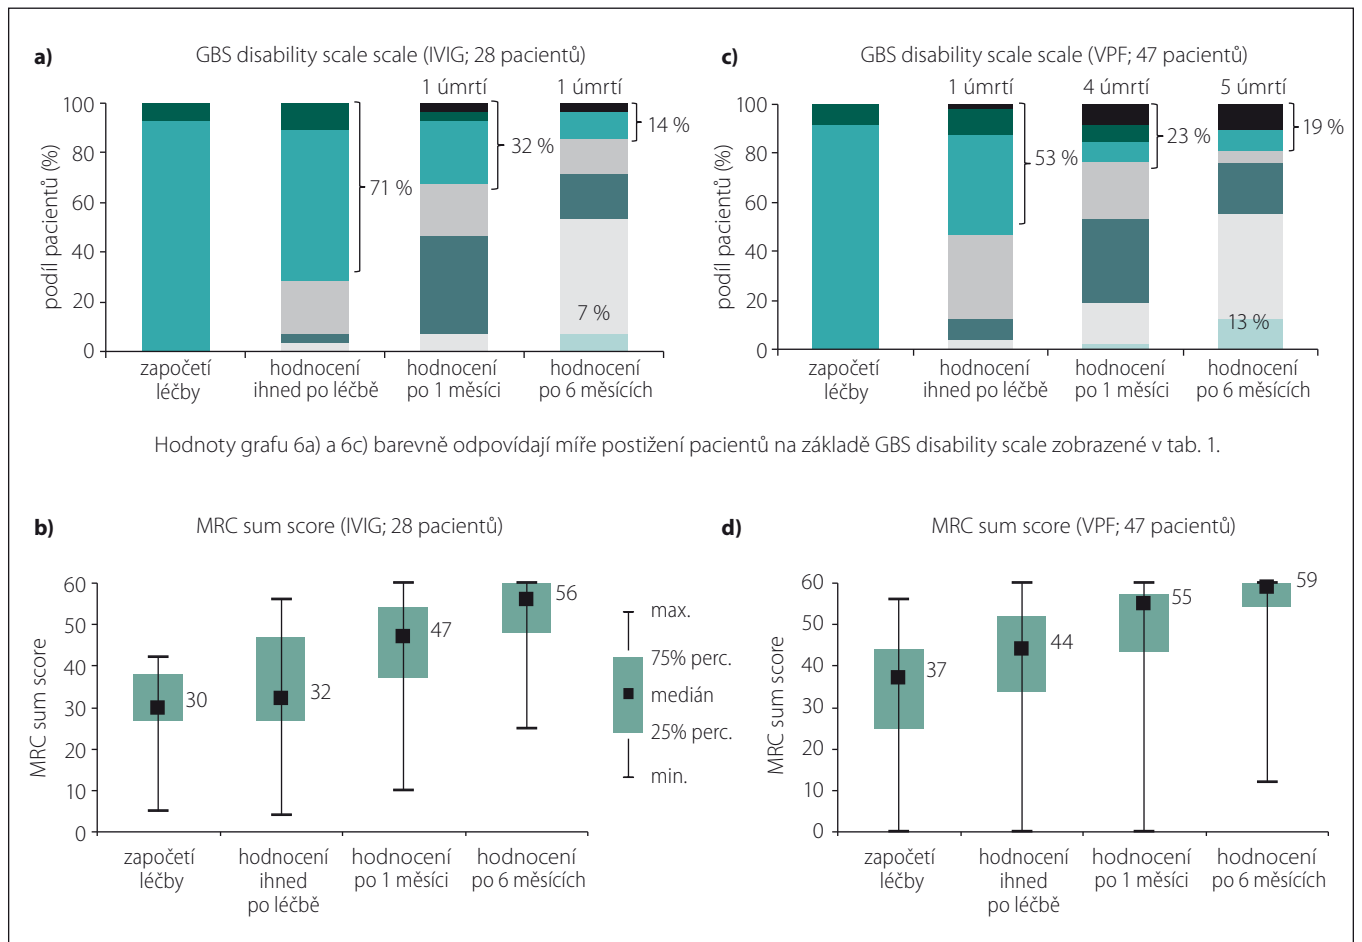 a)
GBS disability scale scale (IVIG; 28 pacientů)
1 úmrtí
1 úmrtí
podíl pacientů (%)
100
80
60
40
20
0
71 %
32 %
14 %
7 %
započetí
léčby
hodnocení
ihned po léčbě
hodnocení
po 1 měsíci
hodnocení
po 6 měsících
c)
GBS disability scale scale (VPF; 47 pacientů)
1 úmrtí
4 úmrtí
5 úmrtí
podíl pacientů (%)
100
80
60
40
20
0
53 %
23 %
19 %
13 %
započetí
léčby
hodnocení
ihned po léčbě
hodnocení
po 1 měsíci
hodnocení
po 6 měsících
Hodnoty grafu 6a) a 6c) barevně odpovídají míře postižení pacientů na základě GBS disability scale zobrazené v tab. 1.
b)
MRC sum score (IVIG; 28 pacientů)
MRC sum score
60
50
40
30
20
10
0
30
32
47
56
započetí
léčby
hodnocení
ihned
po léčbě
hodnocení
po 1 měsíci
hodnocení
po 6 měsících
max.
75% perc.
medián
25% perc.
min.
d)
MRC sum score (VPF; 47 pacientů)
MRC sum score
60
50
40
30
20
10
0
37
44
55
59
započetí
léčby
hodnocení
ihned
po léčbě
hodnocení
po 1 měsíci
hodnocení
po 6 měsících